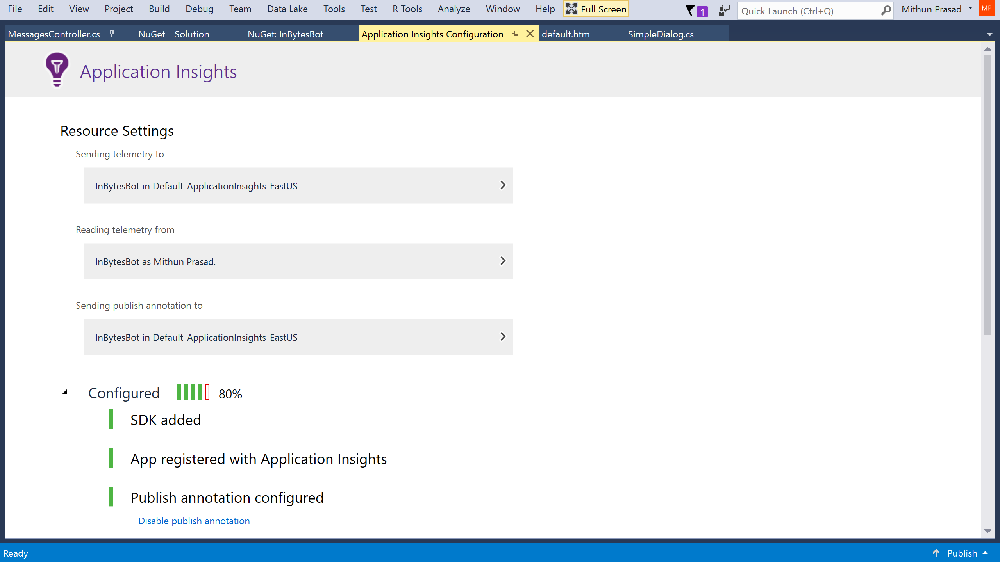 File Edit View Project Build Debug Team Data Lake Tools Test R Tools Analyze Window Help Full Screen 1 Quick Launch (Ctrl+Q) Mithun Prasad MP
MessagesController.cs NuGet - Solution NuGet: InBytesBot Application Insights Configuration default.htm SimpleDialog.cs
Application Insights
Resource Settings
Sending telemetry to
InBytesBot in Default-ApplicationInsights-EastUS
Reading telemetry from
InBytesBot as Mithun Prasad.
Sending publish annotation to
InBytesBot in Default-ApplicationInsights-EastUS
Configured 80%
SDK added
App registered with Application Insights
Publish annotation configured
Disable publish annotation
Ready Publish